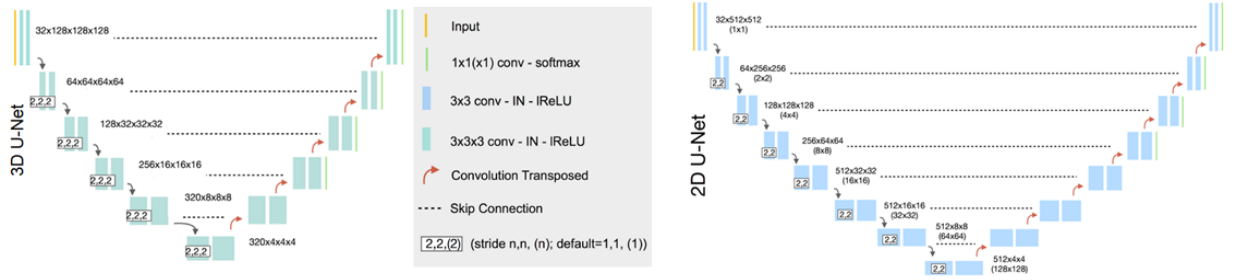 3D U-Net
32x128x128x128
64x64x64x64
2,2,2
128x32x32x32
2,2,2
256x16x16x16
2,2,2
320x8x8x8
2,2,2
320x4x4x4
2,2,2
Input
1x1(x1) conv - softmax
3x3 conv - IN - lReLU
3x3x3 conv - IN - lReLU
Convolution Transposed
Skip Connection
2,2,(2) (stride n,n, (n); default=1,1, (1))
2D U-Net
32x512x512
(1x1)
64x256x256
(2x2)
2,2
128x128x128
(4x4)
2,2
256x64x64
(8x8)
2,2
512x32x32
(16x16)
2,2
512x16x16
(32x32)
2,2
512x8x8
(64x64)
2,2
512x4x4
(128x128)
2,2